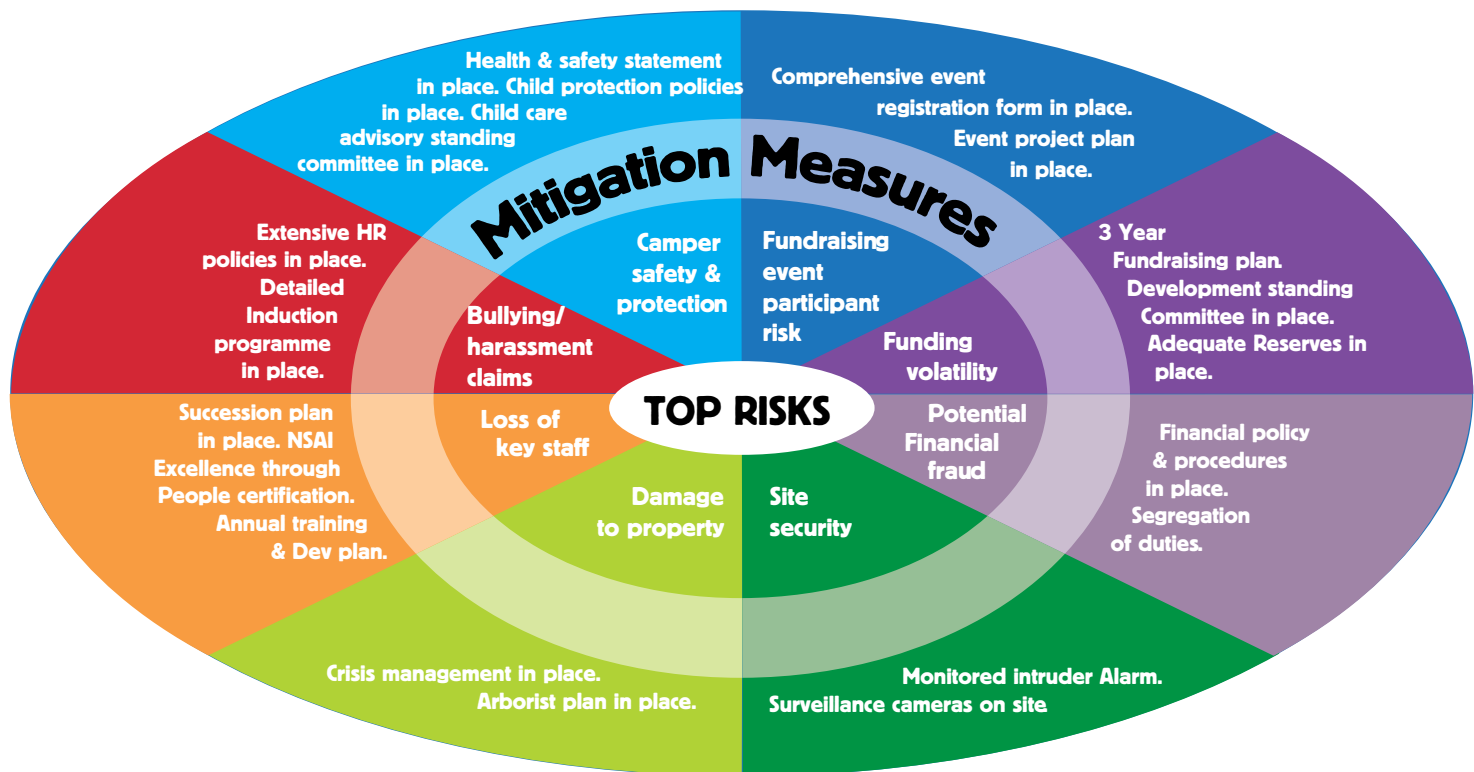 Health & safety statement
in place. Child protection policies
in place. Child care
advisory standing
committee in place.
Comprehensive event
registration form in place.
Event project plan
in place.
Mitigation Measures
Extensive HR
policies in place.
Detailed
Induction
programme
in place.
Bullying/
harassment
claims
Camper
safety &
protection
Fundraising
event
participant
risk
Funding
volatility
3 Year
Fundraising plan.
Development standing
Committee in place.
Adequate Reserves in
place.
TOP RISKS
Succession plan
in place. NSAI
Excellence through
People certification.
Annual training
& Dev plan.
Loss of
key staff
Damage
to property
Site
security
Potential
Financial
fraud
Financial policy
& procedures
in place.
Segregation
of duties.
Crisis management in place.
Arborist plan in place.
Monitored intruder Alarm.
Surveillance cameras on site